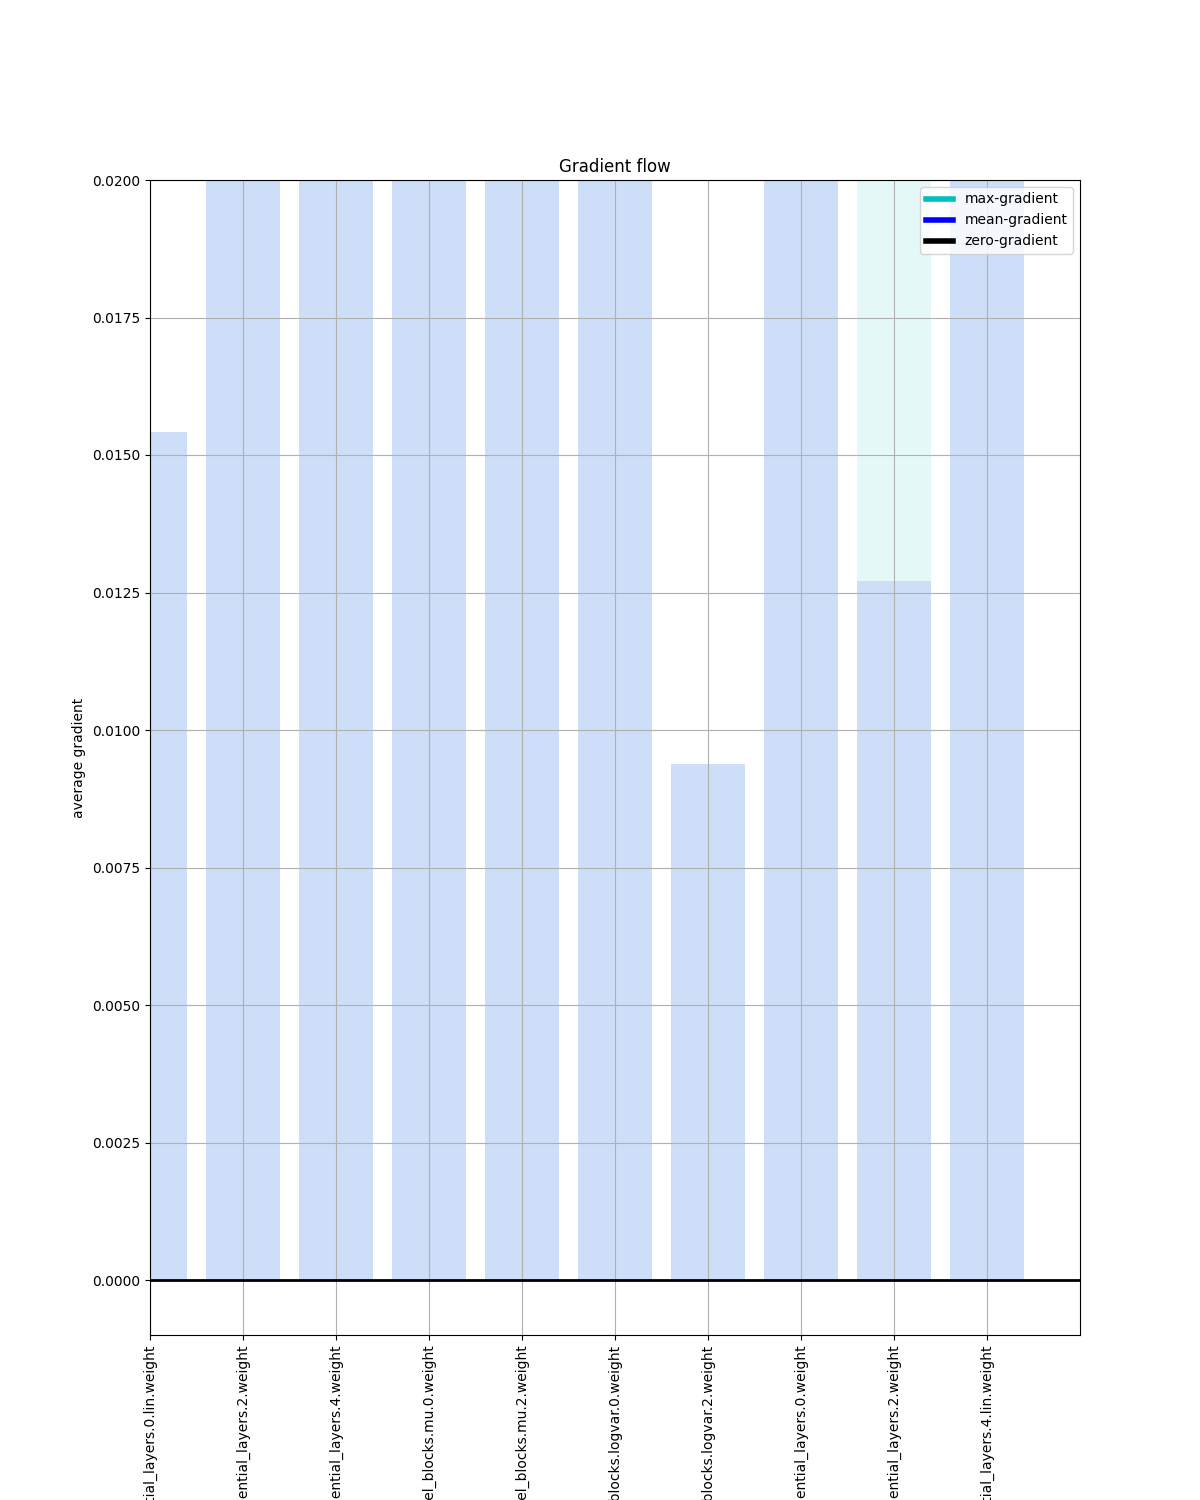 Gradient flow
max-gradient
mean-gradient
zero-gradient
0.0200
0.0175
0.0150
0.0125
0.0100
0.0075
0.0050
0.0025
0.0000
average gradient
tial_layers.0.lin.weight
ential_layers.2.weight
ential_layers.4.weight
el_blocks.mu.0.weight
el_blocks.mu.2.weight
blocks.logvar.0.weight
blocks.logvar.2.weight
ential_layers.0.weight
ential_layers.2.weight
tial_layers.4.lin.weight